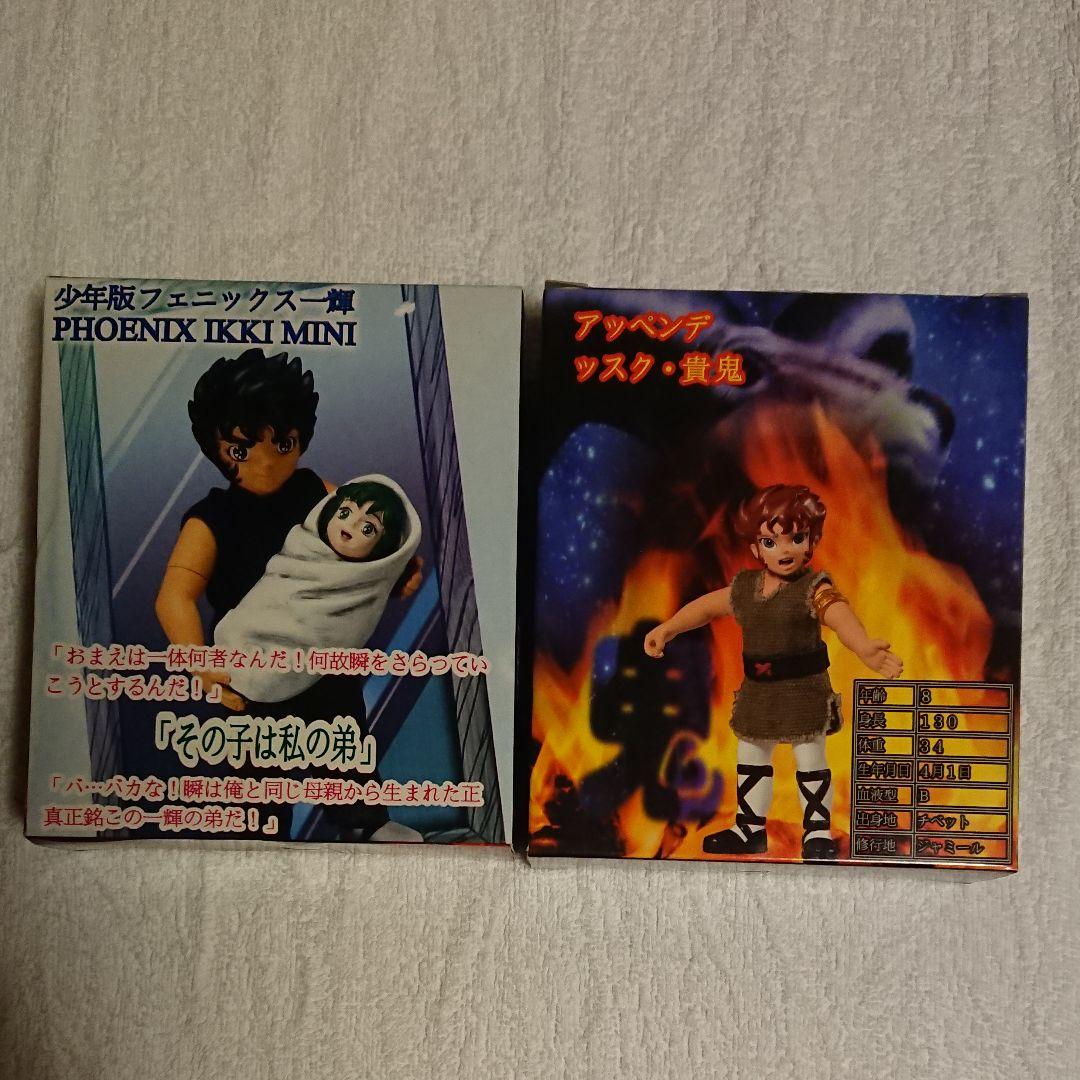 少年版フェニックス一輝
PHOENIX IKKI MINI
「おまえは一体何者なんだ！何故瞬をさらつてい
こうとするんだ！」
「その子は私の弟」
「バ…バカな！瞬は俺と同じ母親から生まれた正
真正銘この一輝の弟だ！」
アッペンデ
ッスク・貴鬼
年齢 8
身長 130
体重 34
生年月日 4月1日
血液型 B
出身地 チベット
修行地 ジャミール